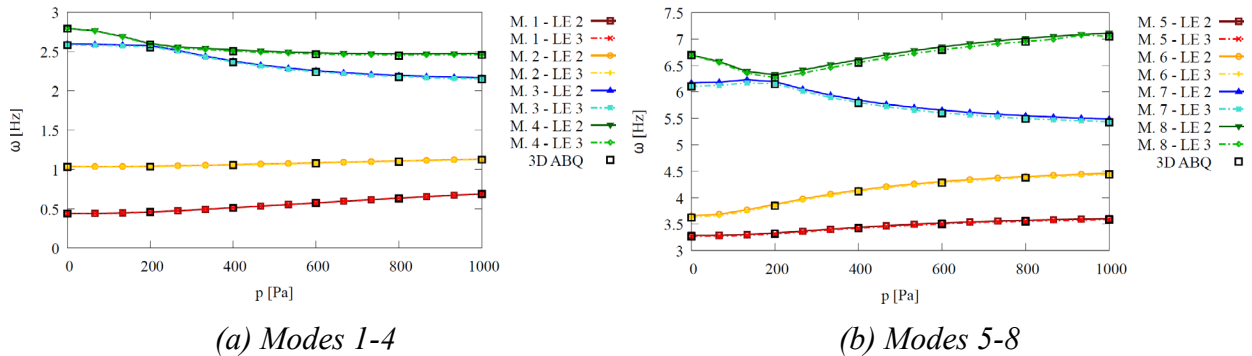 3
2.5
2
1.5
1
0.5
0
ω [Hz]
0 200 400 600 800 1000
p [Pa]
M. 1 - LE 2
M. 1 - LE 3
M. 2 - LE 2
M. 2 - LE 3
M. 3 - LE 2
M. 3 - LE 3
M. 4 - LE 2
M. 4 - LE 3
3D ABQ
(a) Modes 1-4
7.5
7
6.5
6
5.5
5
4.5
4
3.5
3
ω [Hz]
0 200 400 600 800 1000
p [Pa]
M. 5 - LE 2
M. 5 - LE 3
M. 6 - LE 2
M. 6 - LE 3
M. 7 - LE 2
M. 7 - LE 3
M. 8 - LE 2
M. 8 - LE 3
3D ABQ
(b) Modes 5-8